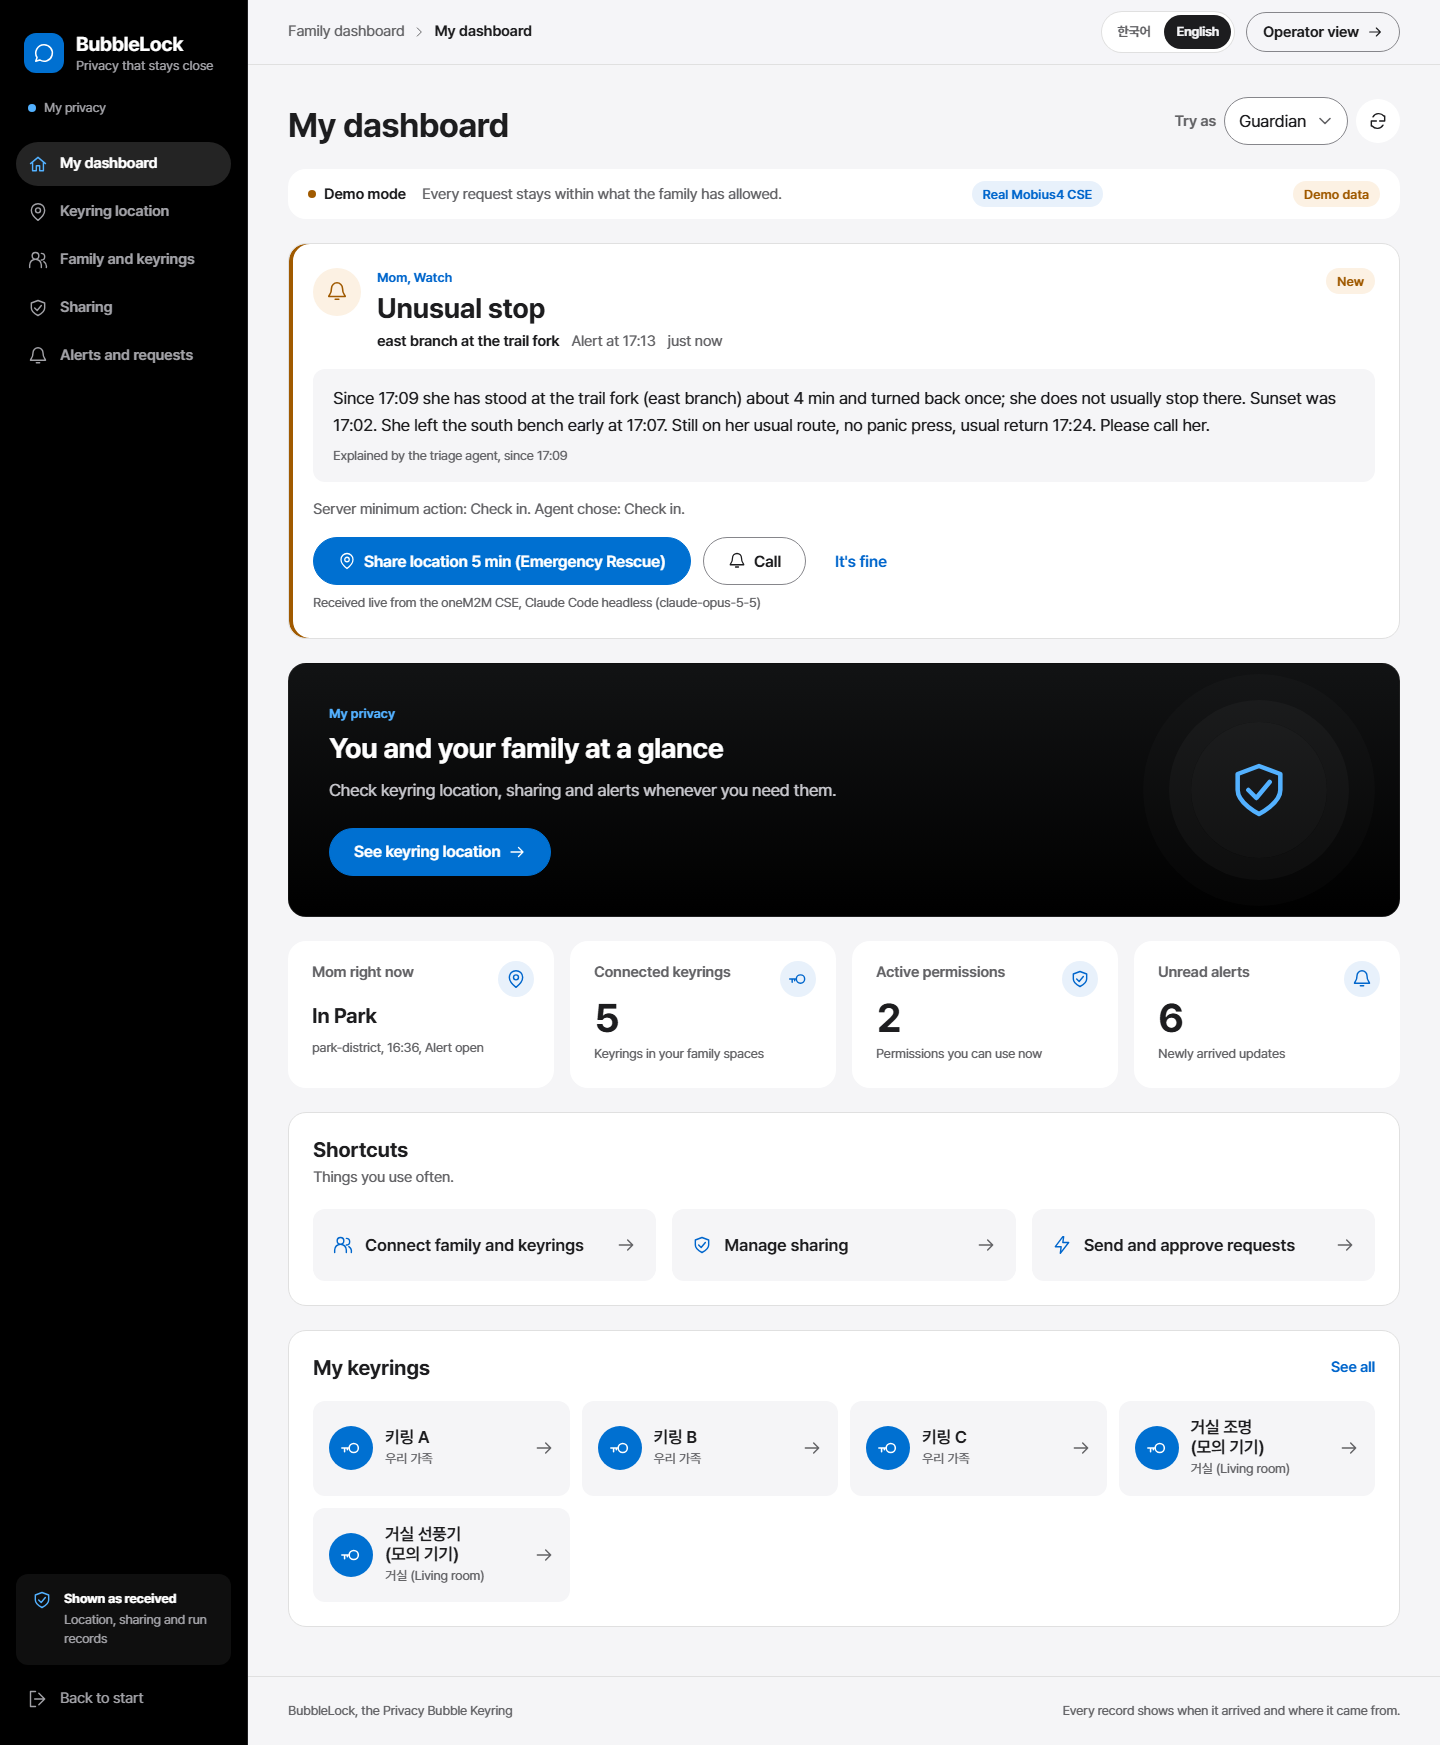 BubbleLock
Privacy that stays close
My privacy
My dashboard
Keyring location
Family and keyrings
Sharing
Alerts and requests
Shown as received
Location, sharing and run
records
Back to start
Family dashboard > My dashboard
한국어 English
Operator view →
My dashboard
Try as Guardian
Demo mode Every request stays within what the family has allowed. Real Mobius4 CSE Demo data
Mom, Watch
New
Unusual stop
east branch at the trail fork Alert at 17:13 just now
Since 17:09 she has stood at the trail fork (east branch) about 4 min and turned back once; she does not usually stop there. Sunset was
17:02. She left the south bench early at 17:07. Still on her usual route, no panic press, usual return 17:24. Please call her.
Explained by the triage agent, since 17:09
Server minimum action: Check in. Agent chose: Check in.
Share location 5 min (Emergency Rescue) Call It's fine
Received live from the oneM2M CSE, Claude Code headless (claude-opus-5-5)
My privacy
You and your family at a glance
Check keyring location, sharing and alerts whenever you need them.
See keyring location →
Mom right now
In Park
park-district, 16:36, Alert open
Connected keyrings
5
Keyrings in your family spaces
Active permissions
2
Permissions you can use now
Unread alerts
6
Newly arrived updates
Shortcuts
Things you use often.
Connect family and keyrings →
Manage sharing →
Send and approve requests →
My keyrings
See all
키링 A
우리 가족
키링 B
우리 가족
키링 C
우리 가족
거실 조명
(모의 기기)
거실 (Living room)
거실 선풍기
(모의 기기)
거실 (Living room)
BubbleLock, the Privacy Bubble Keyring
Every record shows when it arrived and where it came from.